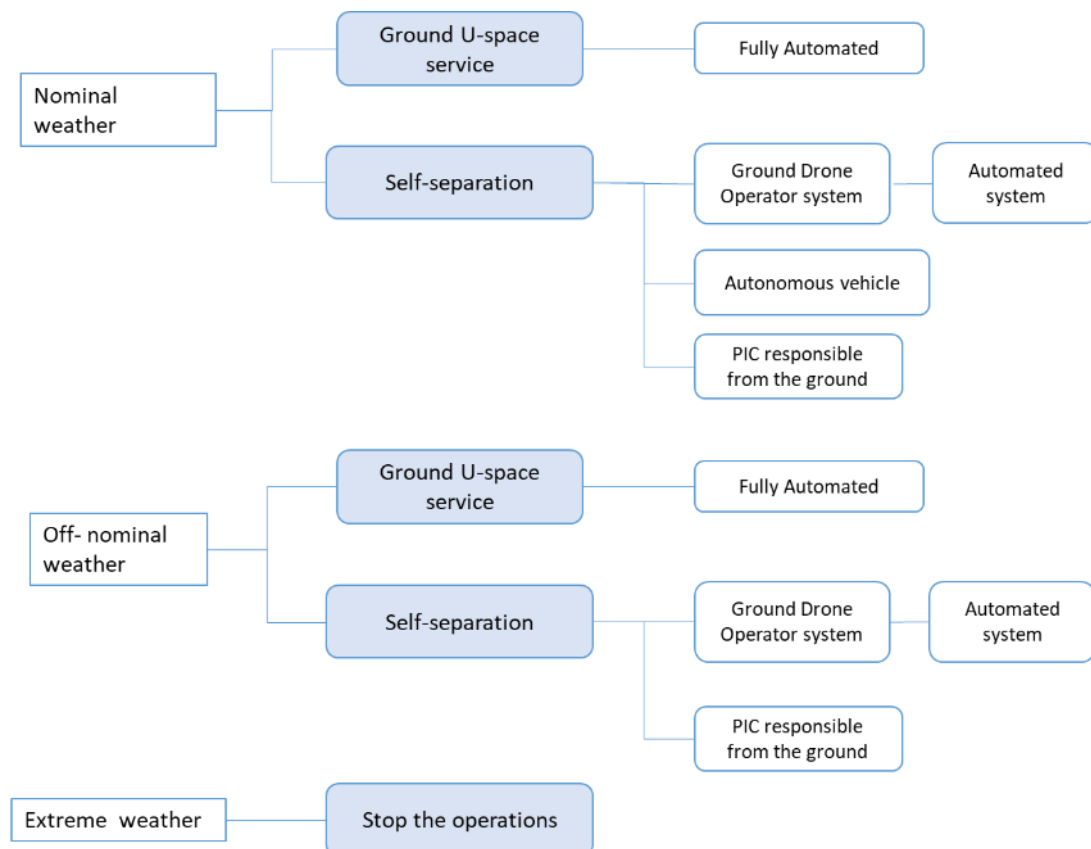 Ground U-space
service
Fully Automated
Nominal
weather
Self-separation
Ground Drone
Operator system
Automated
system
Autonomous vehicle
PIC responsible
from the ground
Ground U-space
service
Fully Automated
Off- nominal
weather
Self-separation
Ground Drone
Operator system
Automated
system
PIC responsible
from the ground
Extreme weather
Stop the operations